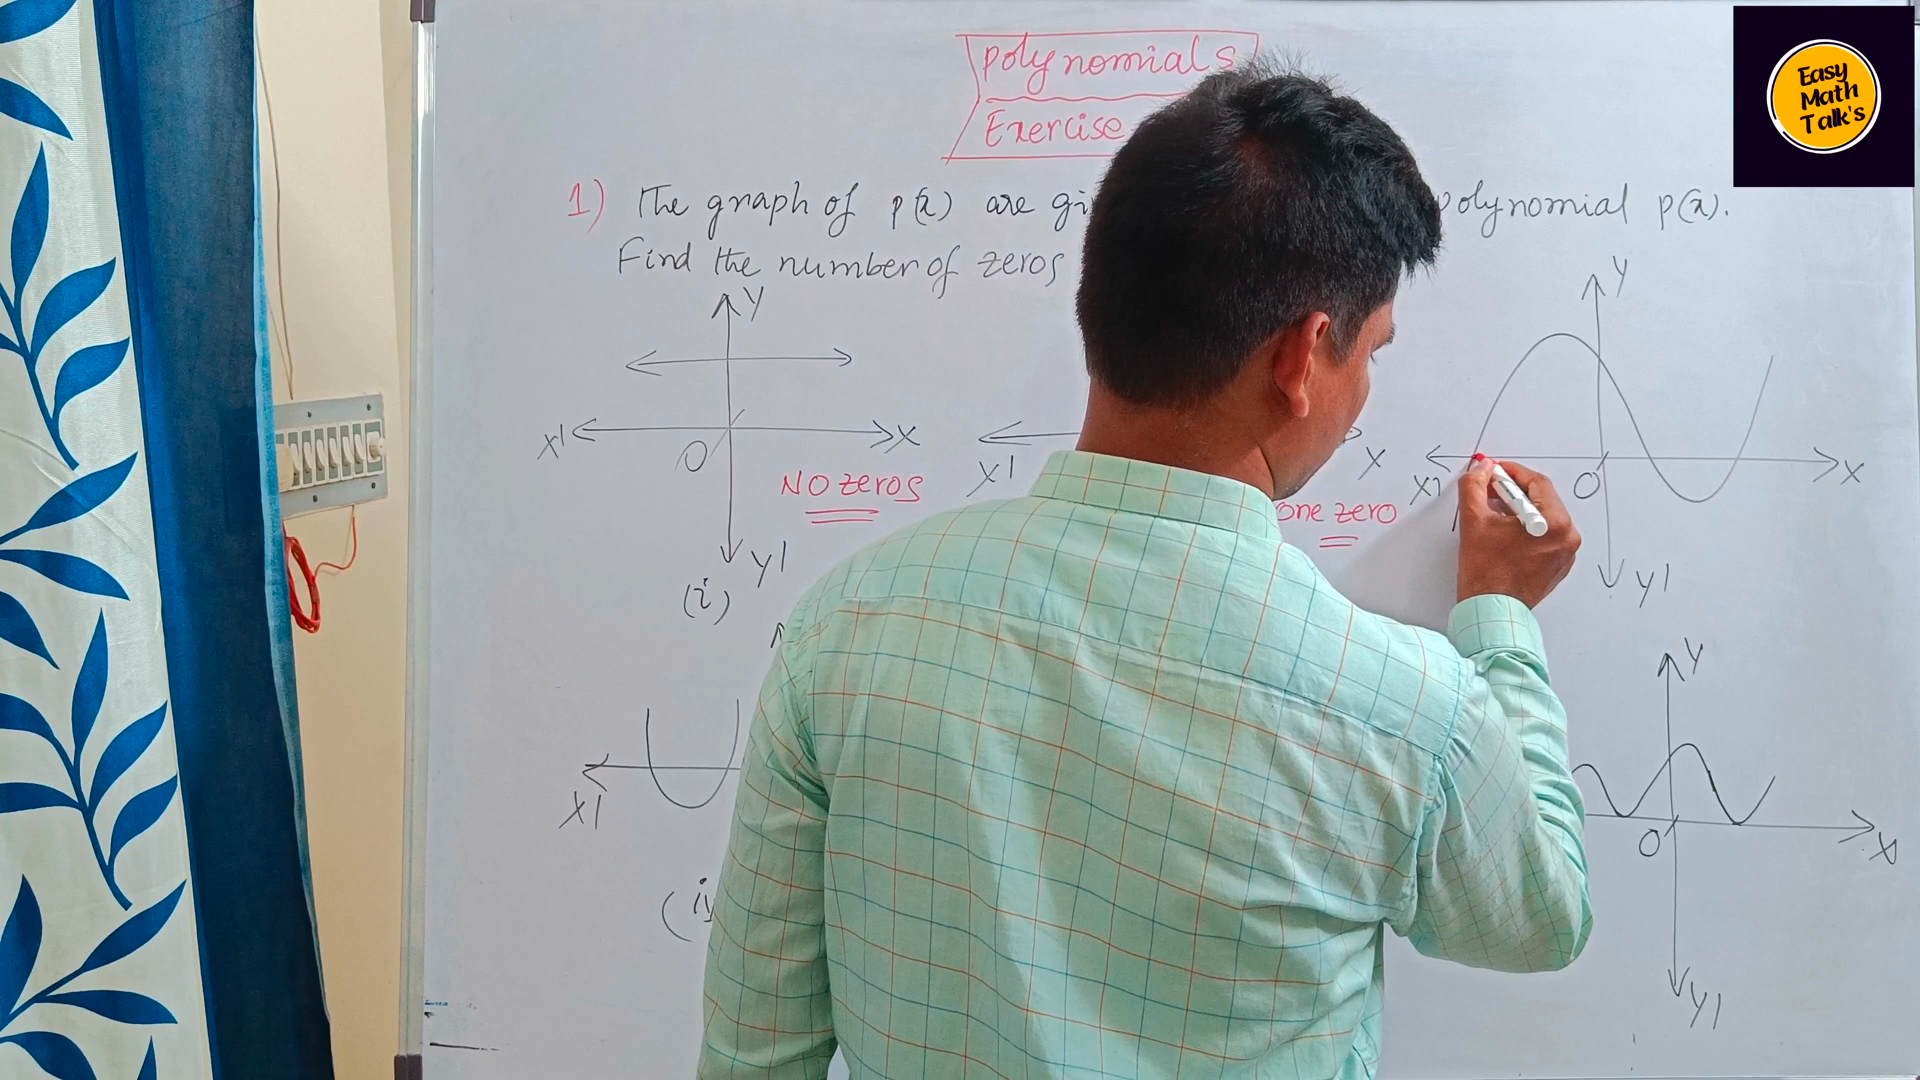 Polynomials
Exercise
1) The graph of p(x) are gi polynomial p(x).
Find the number of zeros
Y
X1
X
O
NO zeros
Y1
(i)
X1
X
one zero
Y
X1
X
O
Y1
X1
(iv
Y
X
O
Y1
Easy
Math
Talk's